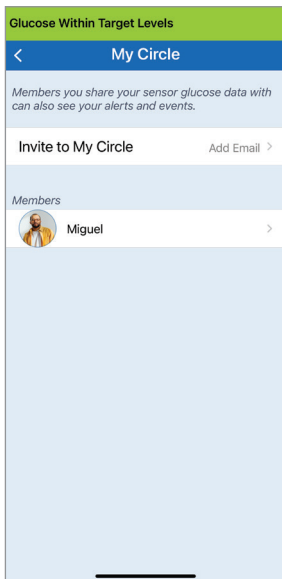 Glucose Within Target Levels
My Circle
Members you share your sensor glucose data with
can also see your alerts and events.
Invite to My Circle Add Email
Members
Miguel